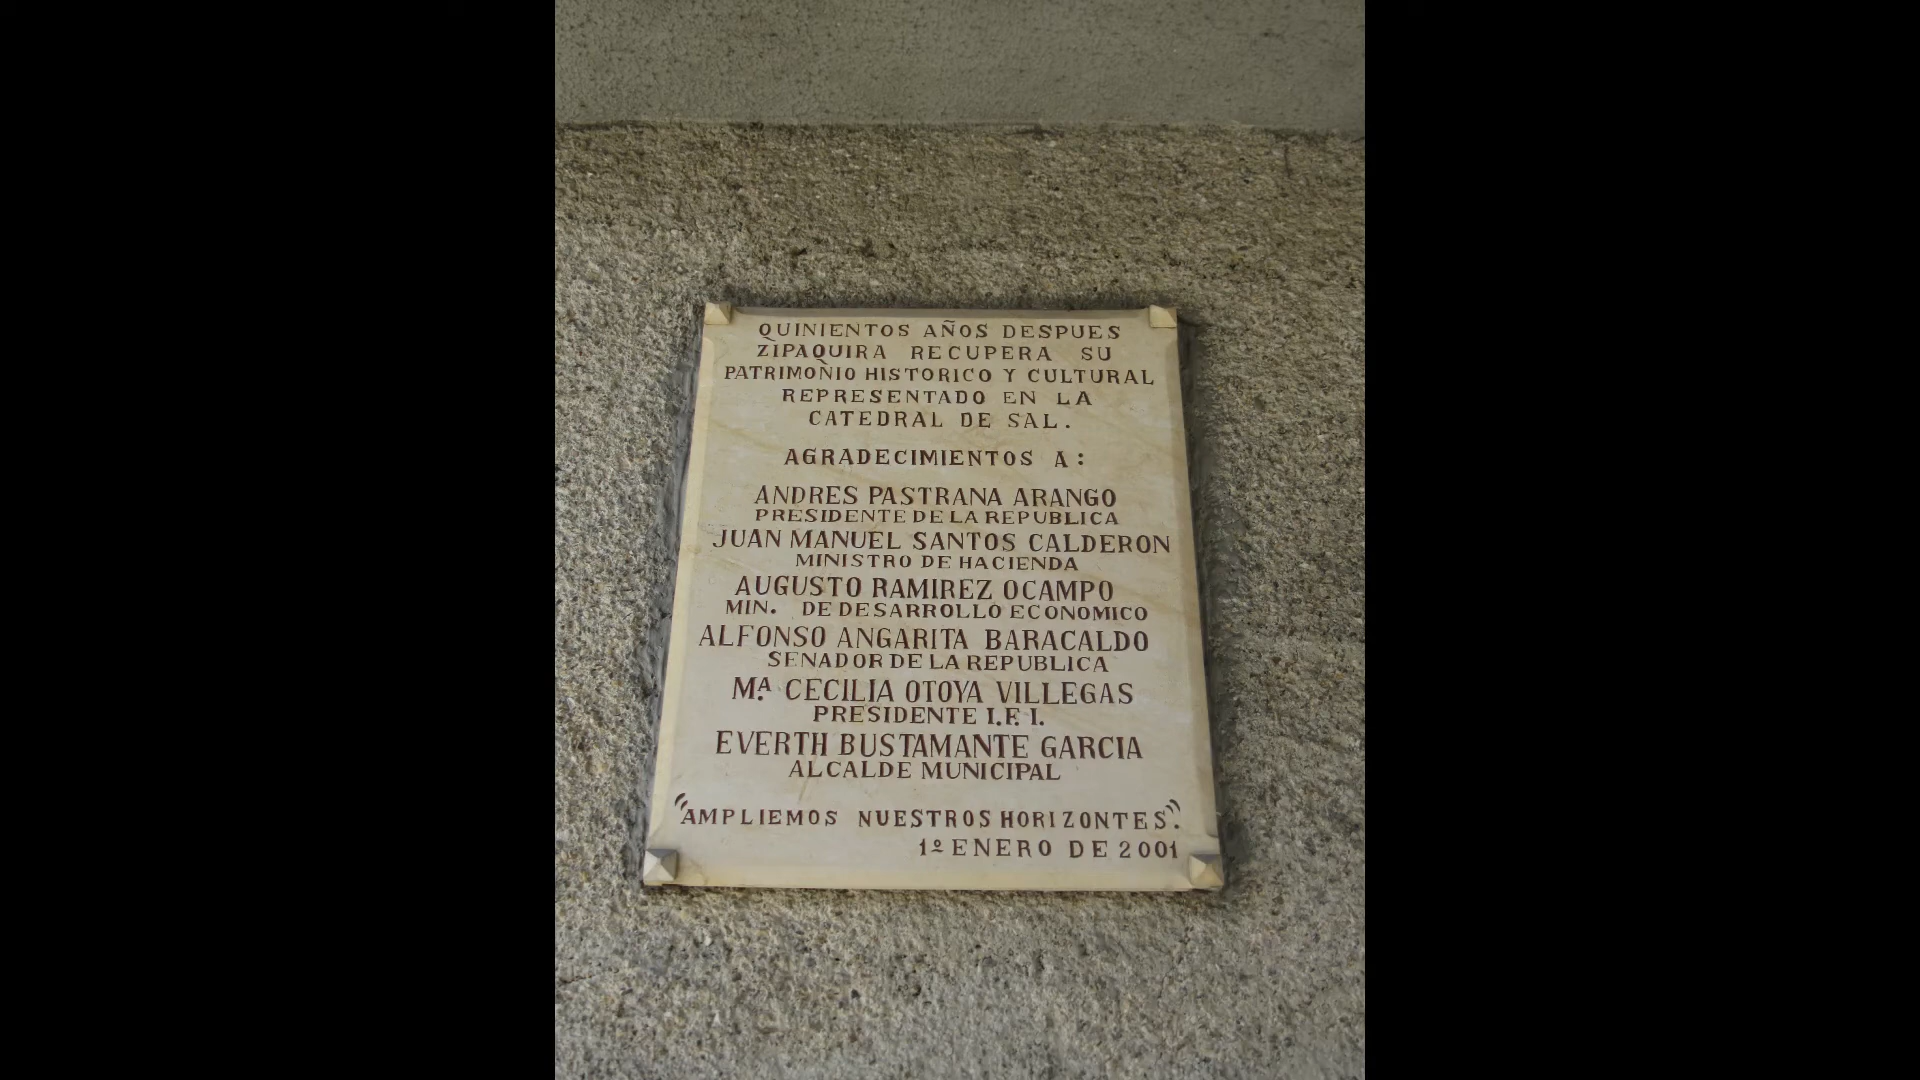 QUINIENTOS AÑOS DESPUES
ZIPAQUIRA RECUPERA SU
PATRIMOÑIO HISTORICO Y CULTURAL
REPRESENTADO EN LA
CATEDRAL DE SAL.
AGRADECIMIENTOS A:
ANDRES PASTRANA ARANGO
PRESIDENTE DE LA REPUBLICA
JUAN MANUEL SANTOS CALDERON
MINISTRO DE HACIENDA
AUGUSTO RAMIREZ OCAMPO
MIN. DE DESARROLLO ECONOMICO
ALFONSO ANGARITA BARACALDO
SENADOR DE LA REPUBLICA
Mª CECILIA OTOYA VILLEGAS
PRESIDENTE I.F.I.
EVERTH BUSTAMANTE GARCIA
ALCALDE MUNICIPAL
"AMPLIEMOS NUESTROS HORIZONTES".
1º ENERO DE 2001